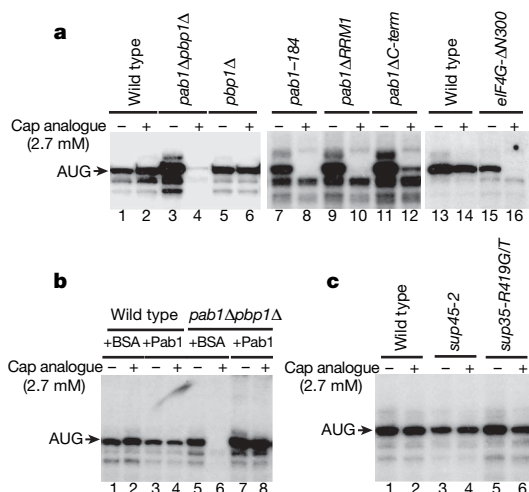 a
Wild type
pab1Δpbp1Δ
pbp1Δ
pab1–184
pab1ΔRRM1
pab1ΔC-term
Wild type
eIF4G-ΔN300
Cap analogue
(2.7 mM)
– + – + – + – + – + – + – + – +
AUG
1 2 3 4 5 6 7 8 9 10 11 12 13 14 15 16
b
Wild type pab1Δpbp1Δ
+BSA +Pab1 +BSA +Pab1
Cap analogue
(2.7 mM)
– + – + – + – +
AUG
1 2 3 4 5 6 7 8
c
Wild type
sup45-2
sup35-R419G/T
Cap analogue
(2.7 mM)
– + – + – +
AUG
1 2 3 4 5 6